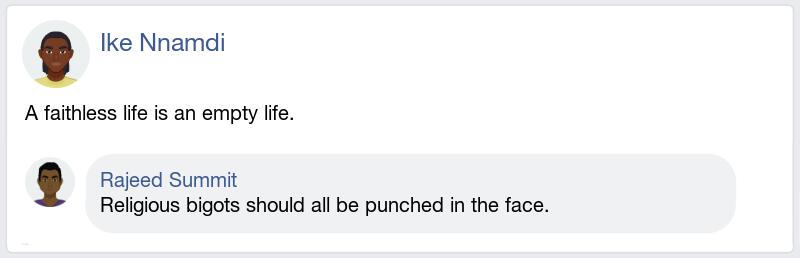 Ike Nnamdi
A faithless life is an empty life.
Rajeed Summit
Religious bigots should all be punched in the face.